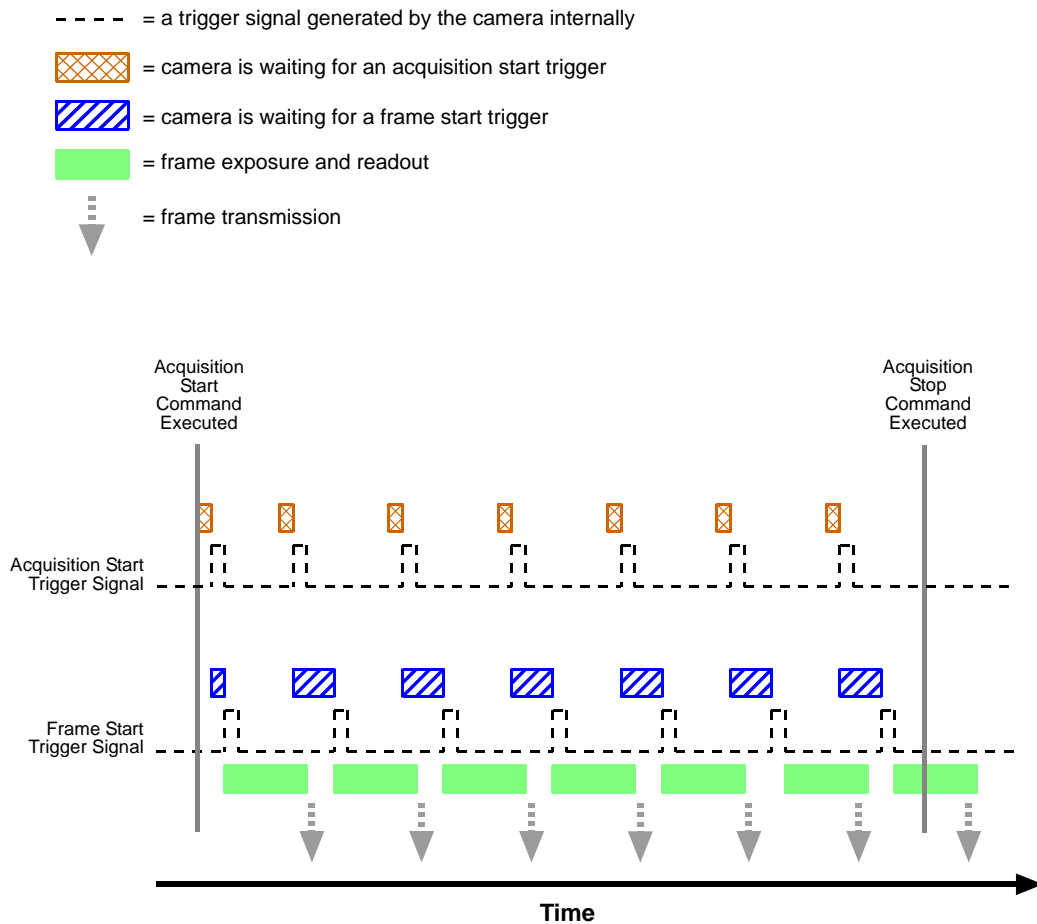 = a trigger signal generated by the camera internally
= camera is waiting for an acquisition start trigger
= camera is waiting for a frame start trigger
= frame exposure and readout
= frame transmission
Acquisition
Start
Command
Executed
Acquisition
Stop
Command
Executed
Acquisition Start
Trigger Signal
Frame Start
Trigger Signal
Time